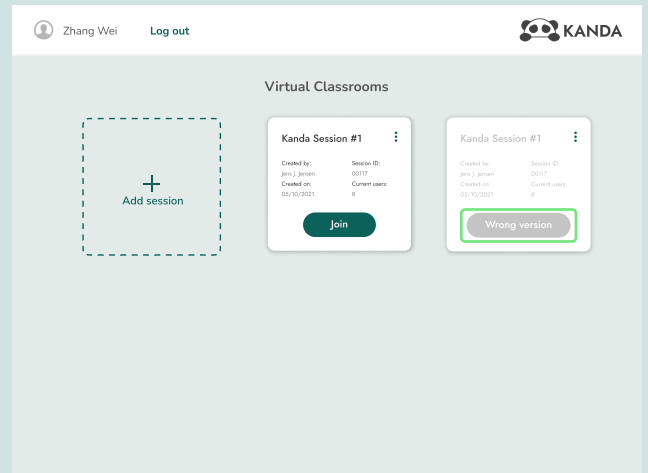 Zhang Wei
Log out
KANDA
Virtual Classrooms
Add session
Kanda Session #1
Created by:
Session ID:
Jens J. Jensen
00117
Created on:
Current users:
03/10/2021
8
Join
Kanda Session #1
Created by:
Session ID:
Jens J. Jensen
00117
Created on:
Current users:
03/10/2021
8
Wrong version